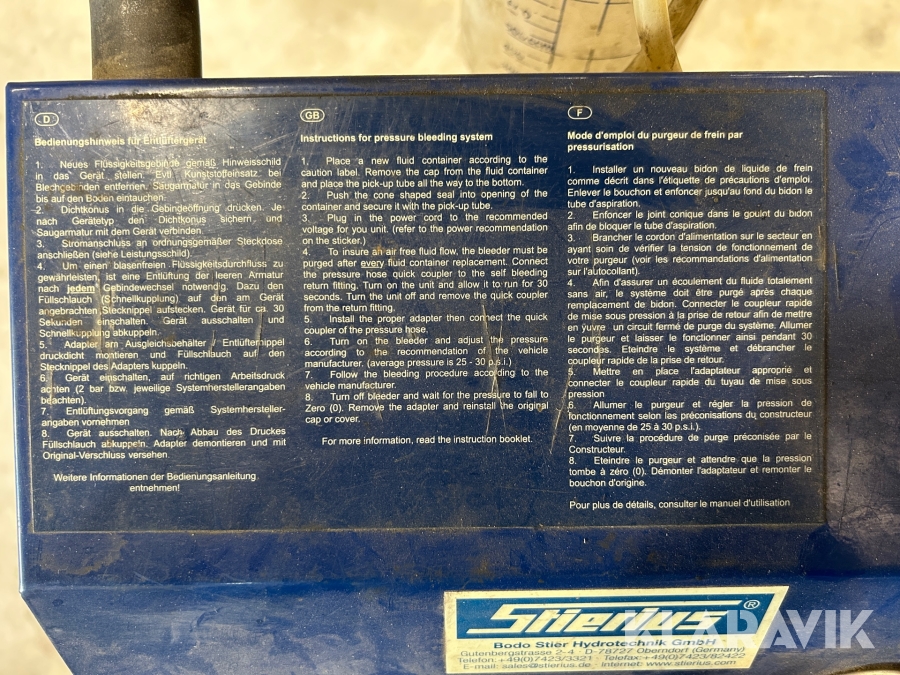 D
Bedienungshinweis für Entlüftergerät
1. Neues Flüssigkeitsgebinde gemäß Hinweisschild
in das Gerät stellen. Evtl. Kunststoffeinsatz bei
Blechgebinden entfernen. Saugarmatur in das Gebinde
bis auf den Boden eintauchen.
2. Dichtkonus in die Gebindeöffnung drücken. Je
nach Gerätetyp den Dichtkonus sichern und
Saugarmatur mit dem Gerät verbinden.
3. Stromanschluss an ordnungsgemäßer Steckdose
anschließen (siehe Leistungsschild).
4. Um einen blasenfreien Flüssigkeitsdurchfluss zu
gewährleisten, ist eine Entlüftung der leeren Armatur
nach jedem Gebindewechsel notwendig. Dazu den
Füllschlauch (Schnellkupplung) auf den am Gerät
angebrachten Stecknippel aufstecken. Gerät für ca. 30
Sekunden einschalten. Gerät ausschalten und
Schnellkupplung abkuppeln.
5. Adapter am Ausgleichsbehälter / Entlüfternippel
druckdicht montieren und Füllschlauch auf den
Stecknippel des Adapters kuppeln.
6. Gerät einschalten, auf richtigen Arbeitsdruck
achten (2 bar bzw. jeweilige Systemherstellerangaben
beachten).
7. Entlüftungsvorgang gemäß Systemhersteller-
angaben vornehmen
8. Gerät ausschalten. Nach Abbau des Druckes
Füllschlauch abkuppeln. Adapter demontieren und mit
Original-Verschluss versehen.
Weitere Informationen der Bedienungsanleitung
entnehmen!
GB
Instructions for pressure bleeding system
1. Place a new fluid container according to the
caution label. Remove the cap from the fluid container
and place the pick-up tube all the way to the bottom.
2. Push the cone shaped seal into opening of the
container and secure it with the pick-up tube.
3. Plug in the power cord to the recommended
voltage for you unit. (refer to the power recommendation
on the sticker.)
4. To insure an air free fluid flow, the bleeder must be
purged after every fluid container replacement. Connect
the pressure hose quick coupler to the self bleeding
return fitting. Turn on the unit and allow it to run for 30
seconds. Turn the unit off and remove the quick coupler
from the return fitting.
5. Install the proper adapter then connect the quick
coupler of the pressure hose.
6. Turn on the bleeder and adjust the pressure
according to the recommendation of the vehicle
manufacturer. (average pressure is 25 - 30 p.s.i.)
7. Follow the bleeding procedure according to the
vehicle manufacturer.
8. Turn off bleeder and wait for the pressure to fall to
Zero (0). Remove the adapter and reinstall the original
cap or cover.
For more information, read the instruction booklet.
F
Mode d'emploi du purgeur de frein par
pressurisation
1. Installer un nouveau bidon de liquide de frein
comme décrit dans l'étiquette de précautions d'emploi.
Enlever le bouchon et enfoncer jusqu'au fond du bidon le
tube d'aspiration.
2. Enfoncer le joint conique dans le goulot du bidon
afin de bloquer le tube d'aspiration.
3. Brancher le cordon d'alimentation sur le secteur en
ayant soin de vérifier la tension de fonctionnement de
votre purgeur (voir les récommandations d'alimentation
sur l'autocollant).
4. Afin d'assurer un écoulement du fluide totalement
sans air, le système doit être purgé après chaque
remplacement de bidon. Connecter le coupleur rapide
de mise sous pression à la prise de retour afin de mettre
en yuvre un circuit fermé de purge du système. Allumer
le purgeur et laisser le fonctionner ainsi pendant 30
secondes. Eteindre le système et débrancher le
coupleur rapide de la prise de retour.
5. Mettre en place l'adaptateur approprié et
connecter le coupleur rapide du tuyau de mise sous
pression
6. Allumer le purgeur et régler la pression de
fonctionnement selon les préconisations du constructeur
(en moyenne de 25 à 30 p.s.i.).
7. Suivre la procédure de purge préconisée par le
Constructeur.
8. Eteindre le purgeur et attendre que la pression
tombe à zéro (0). Démonter l'adaptateur et remonter le
bouchon d'origine.
Pour plus de détails, consulter le manuel d'utilisation
Stierius®
Bodo Stier Hydrotechnik GmbH
Gutenbergstrasse 2-4 · D-78727 Oberndorf (Germany)
Telefon: +49(0)7423/3321 Telefax: +49(0)7423/82422
E-mail: sales@stierius.de Internet: www.stierius.com
KLARAVIK